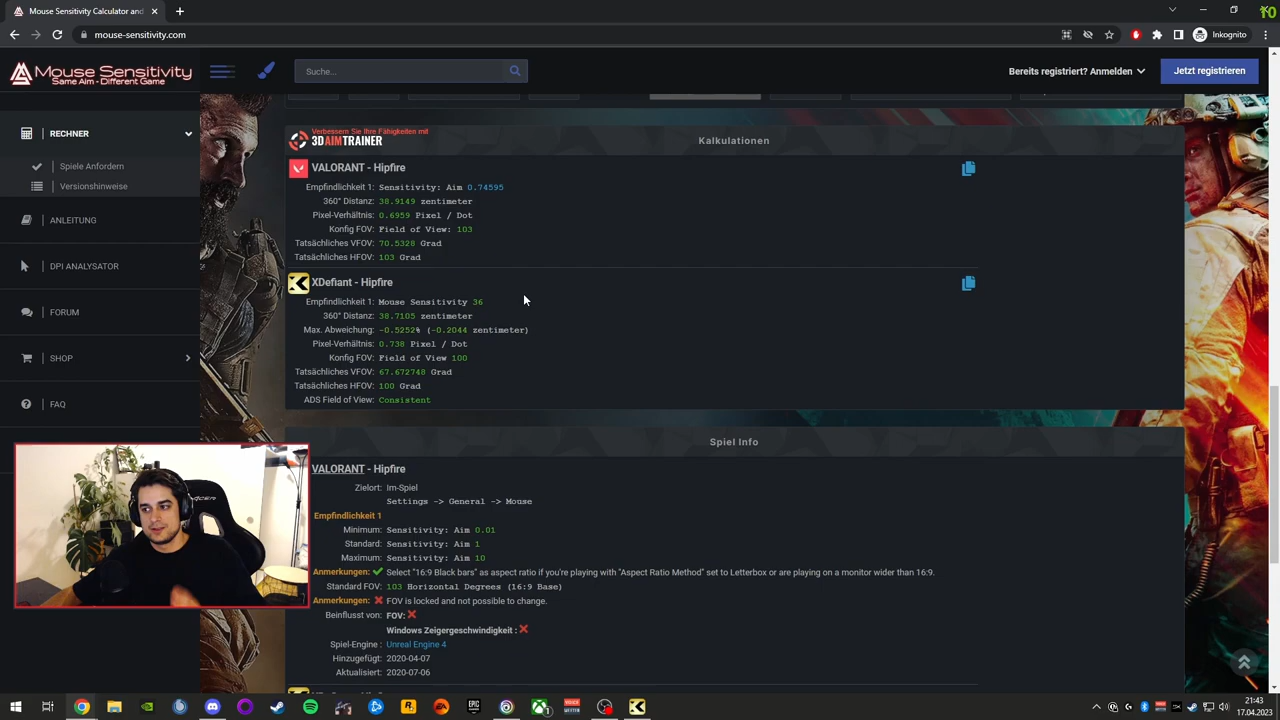 Mouse Sensitivity Calculator and
10
mouse-sensitivity.com
Inkognito
Mouse Sensitivity
Same Aim - Different Game
Suche...
Bereits registriert? Anmelden
Jetzt registrieren
RECHNER
Spiele Anfordern
Versionshinweise
ANLEITUNG
DPI ANALYSATOR
FORUM
SHOP
FAQ
Verbessern Sie Ihre Fähigkeiten mit
3DAIMTRAINER
Kalkulationen
VALORANT - Hipfire
Empfindlichkeit 1: Sensitivity: Aim 0.74595
360° Distanz: 38.9149 zentimeter
Pixel-Verhältnis: 0.6959 Pixel / Dot
Konfig FOV: Field of View: 103
Tatsächliches VFOV: 70.5328 Grad
Tatsächliches HFOV: 103 Grad
XDefiant - Hipfire
Empfindlichkeit 1: Mouse Sensitivity 36
360° Distanz: 38.7105 zentimeter
Max. Abweichung: -0.5252% (-0.2044 zentimeter)
Pixel-Verhältnis: 0.738 Pixel / Dot
Konfig FOV: Field of View 100
Tatsächliches VFOV: 67.672748 Grad
Tatsächliches HFOV: 100 Grad
ADS Field of View: Consistent
Spiel Info
VALORANT - Hipfire
Zielort: Im-Spiel
Settings -> General -> Mouse
Empfindlichkeit 1
Minimum: Sensitivity: Aim 0.01
Standard: Sensitivity: Aim 1
Maximum: Sensitivity: Aim 10
Anmerkungen: Select "16:9 Black bars" as aspect ratio if you're playing with "Aspect Ratio Method" set to Letterbox or are playing on a monitor wider than 16:9.
Standard FOV: 103 Horizontal Degrees (16:9 Base)
Anmerkungen: FOV is locked and not possible to change.
Beinflusst von: FOV:
Windows Zeigergeschwindigkeit :
Spiel-Engine : Unreal Engine 4
Hinzugefügt: 2020-04-07
Aktualisiert: 2020-07-06
21:43
17.04.2023